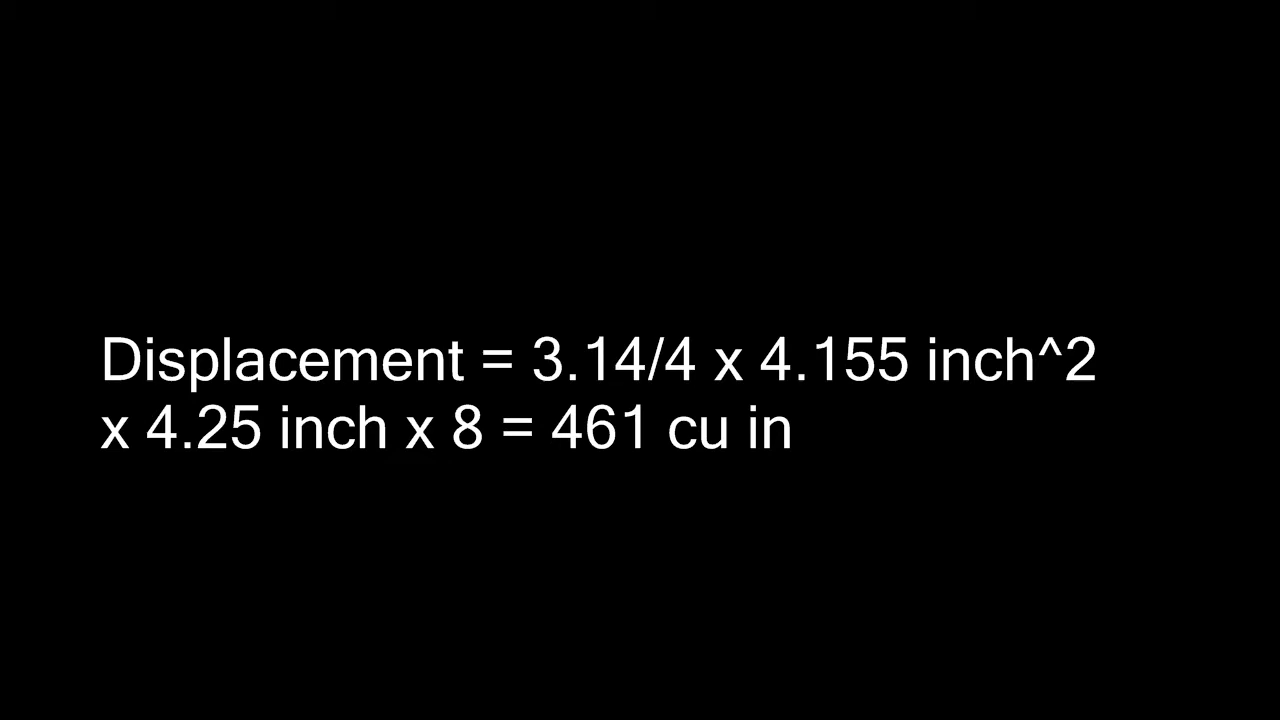 Displacement = 3.14/4 x 4.155 inch^2
x 4.25 inch x 8 = 461 cu in